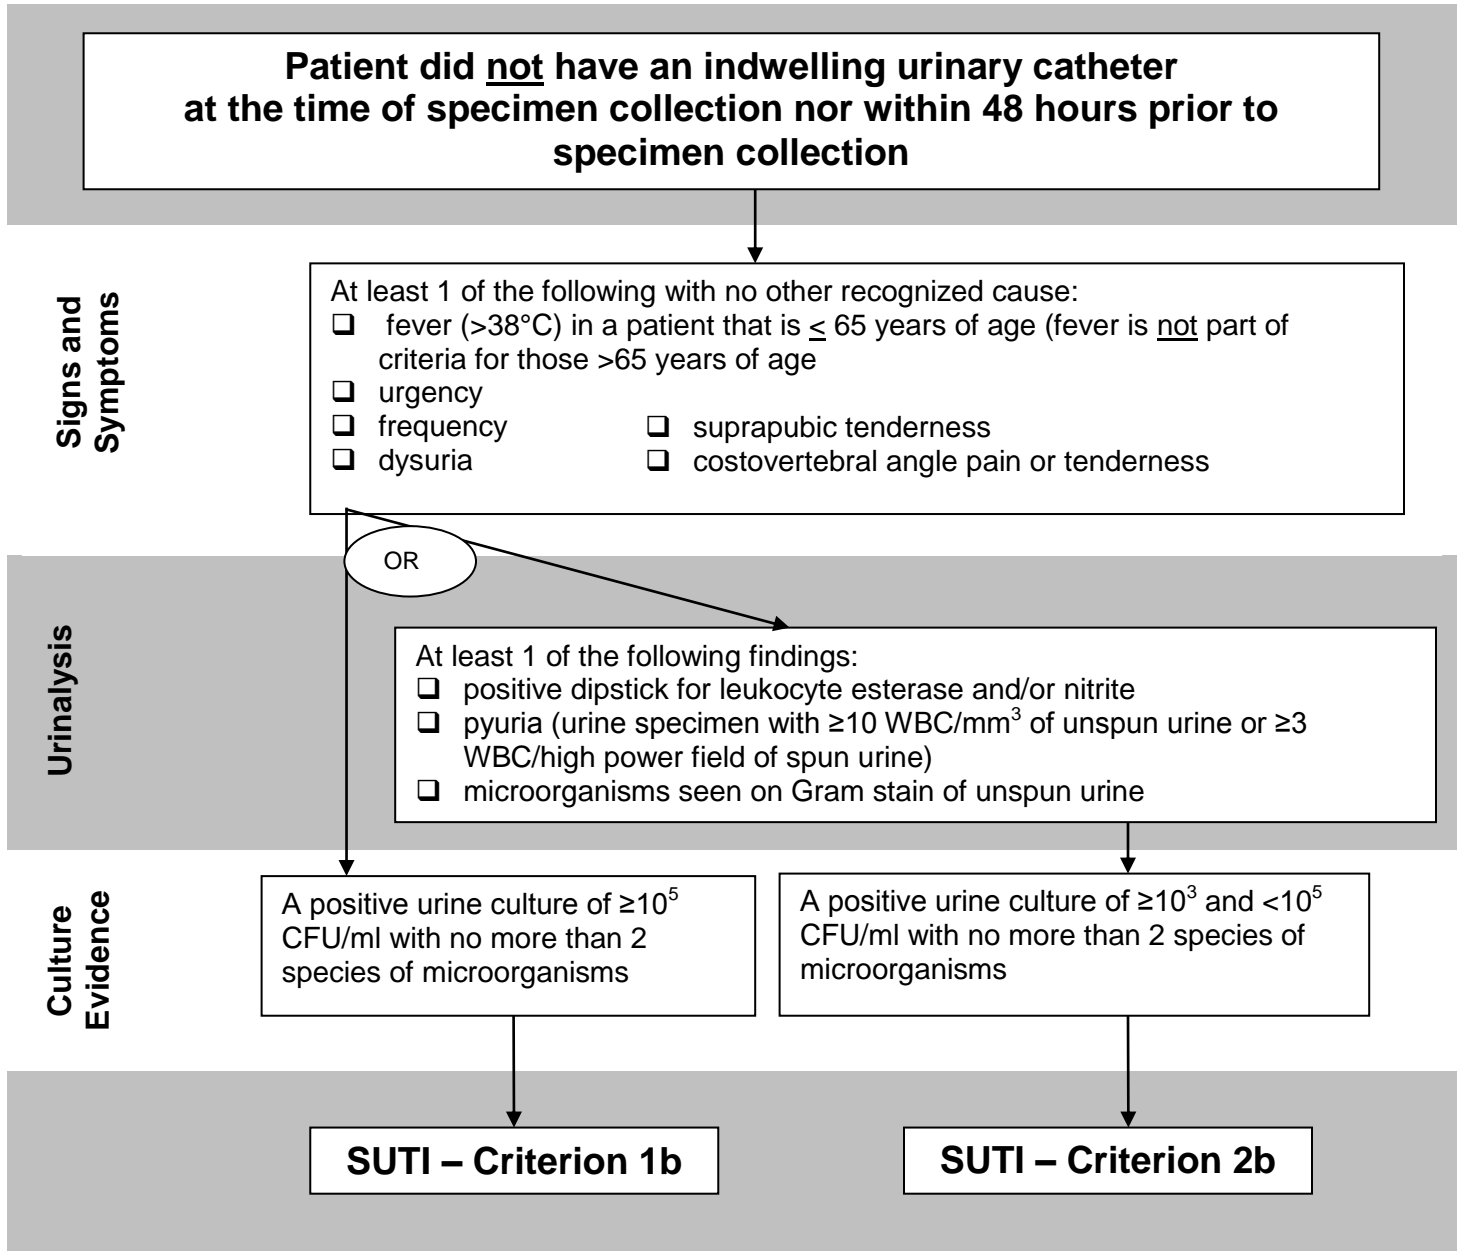 Patient did not have an indwelling urinary catheter
at the time of specimen collection nor within 48 hours prior to
specimen collection
Signs and
Symptoms
At least 1 of the following with no other recognized cause:
❑ fever (>38°C) in a patient that is ≤ 65 years of age (fever is not part of
criteria for those >65 years of age
❑ urgency
❑ frequency ❑ suprapubic tenderness
❑ dysuria ❑ costovertebral angle pain or tenderness
OR
Urinalysis
At least 1 of the following findings:
❑ positive dipstick for leukocyte esterase and/or nitrite
❑ pyuria (urine specimen with ≥10 WBC/mm³ of unspun urine or ≥3
WBC/high power field of spun urine)
❑ microorganisms seen on Gram stain of unspun urine
Culture
Evidence
A positive urine culture of ≥10⁵
CFU/ml with no more than 2
species of microorganisms
A positive urine culture of ≥10³ and <10⁵
CFU/ml with no more than 2 species of
microorganisms
SUTI – Criterion 1b
SUTI – Criterion 2b